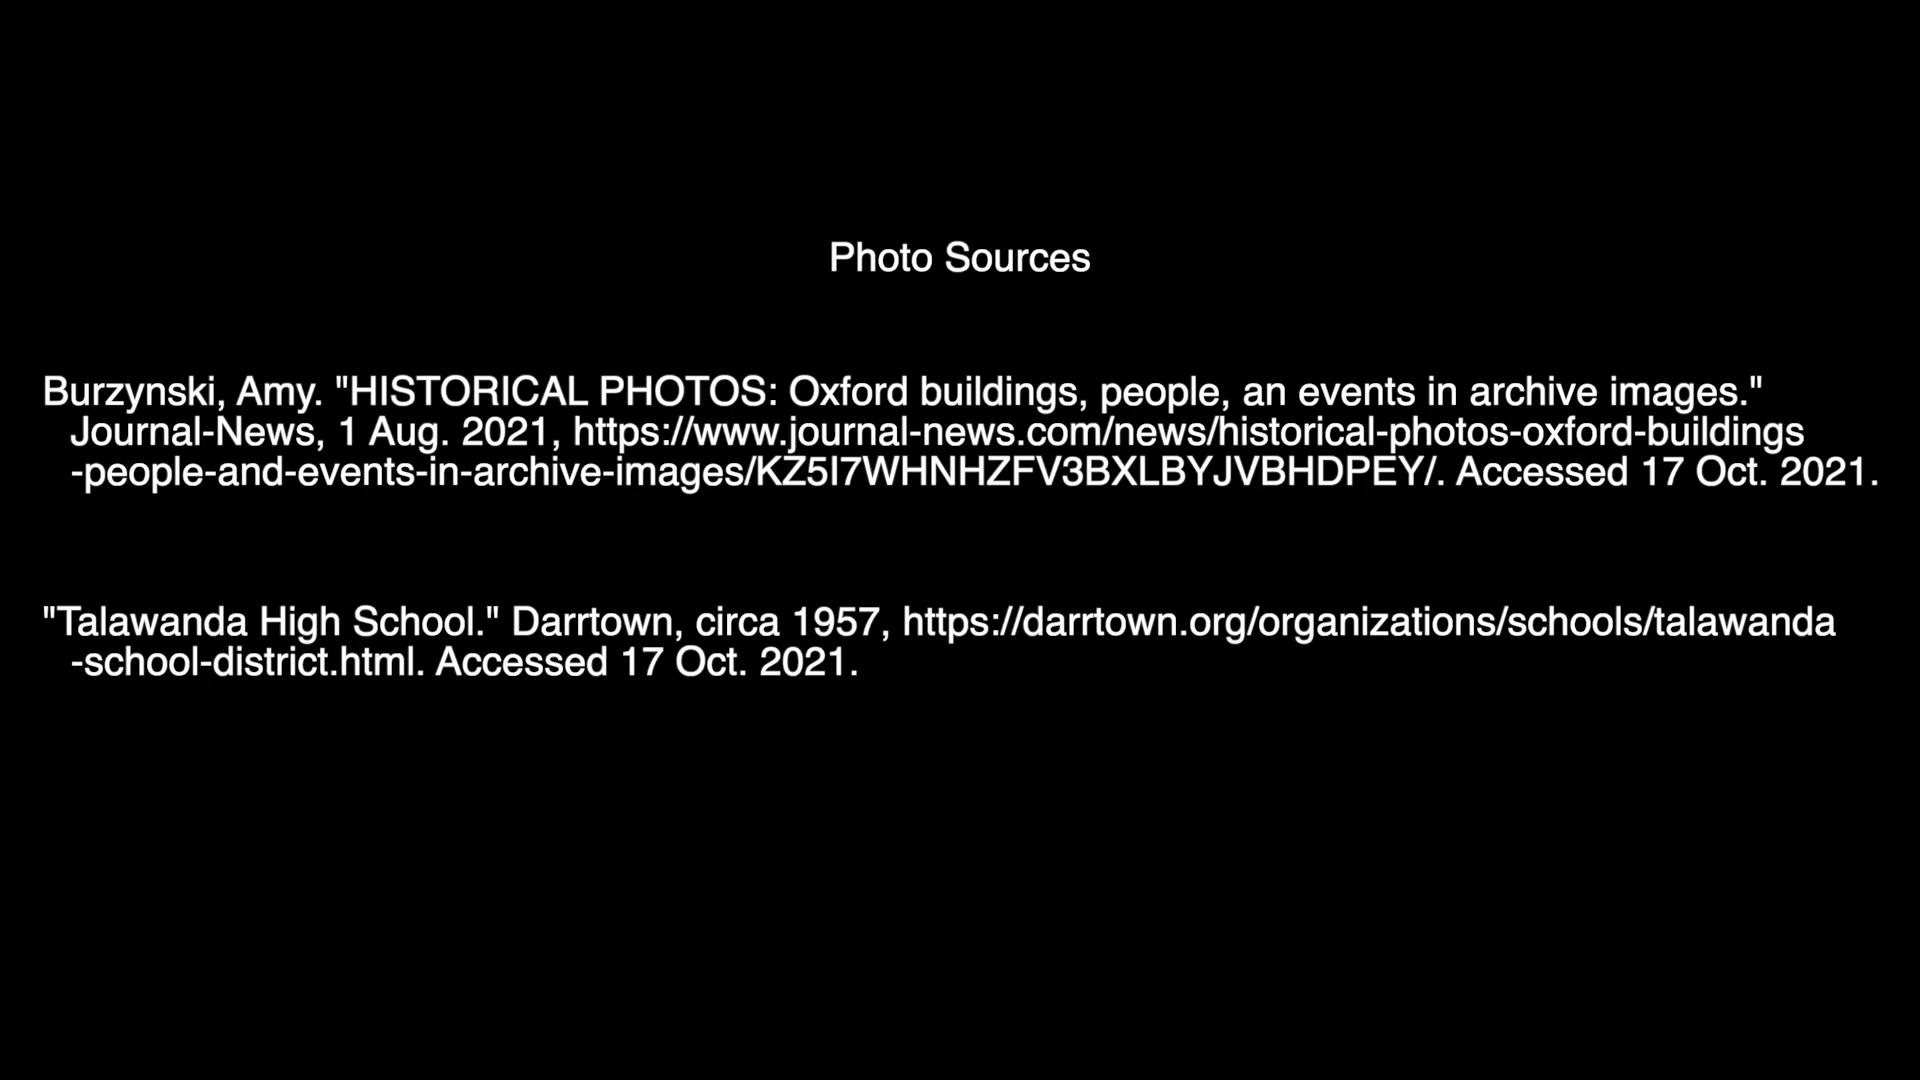 Photo Sources
Burzynski, Amy. "HISTORICAL PHOTOS: Oxford buildings, people, an events in archive images."
Journal-News, 1 Aug. 2021, https://www.journal-news.com/news/historical-photos-oxford-buildings
-people-and-events-in-archive-images/KZ5I7WHNHZFV3BXLBYJVBHDPEY/. Accessed 17 Oct. 2021.
"Talawanda High School." Darrtown, circa 1957, https://darrtown.org/organizations/schools/talawanda
-school-district.html. Accessed 17 Oct. 2021.